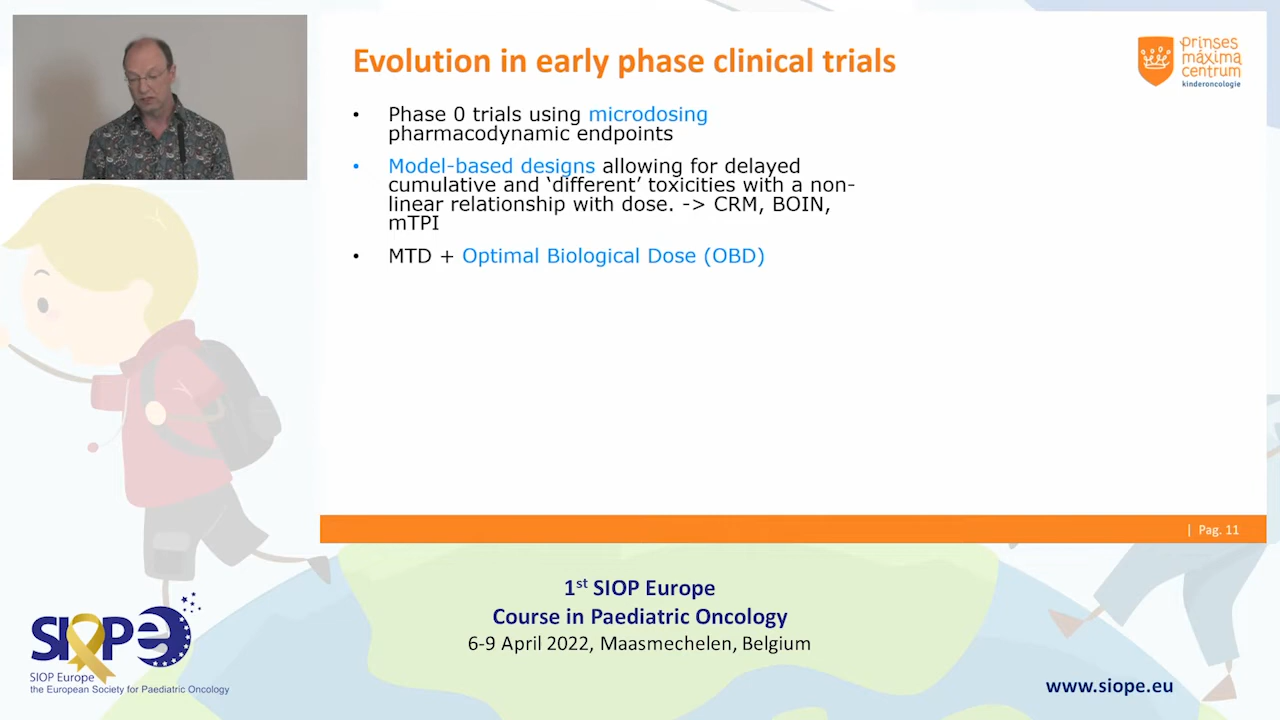 Evolution in early phase clinical trials
prinses
máxima
centrum
kinderoncologie
• Phase 0 trials using microdosing
pharmacodynamic endpoints
• Model-based designs allowing for delayed
cumulative and ‘different’ toxicities with a non-
linear relationship with dose. -> CRM, BOIN,
mTPI
• MTD + Optimal Biological Dose (OBD)
| Pag. 11
1st SIOP Europe
Course in Paediatric Oncology
6-9 April 2022, Maasmechelen, Belgium
SIOPe
SIOP Europe
the European Society for Paediatric Oncology
www.siope.eu